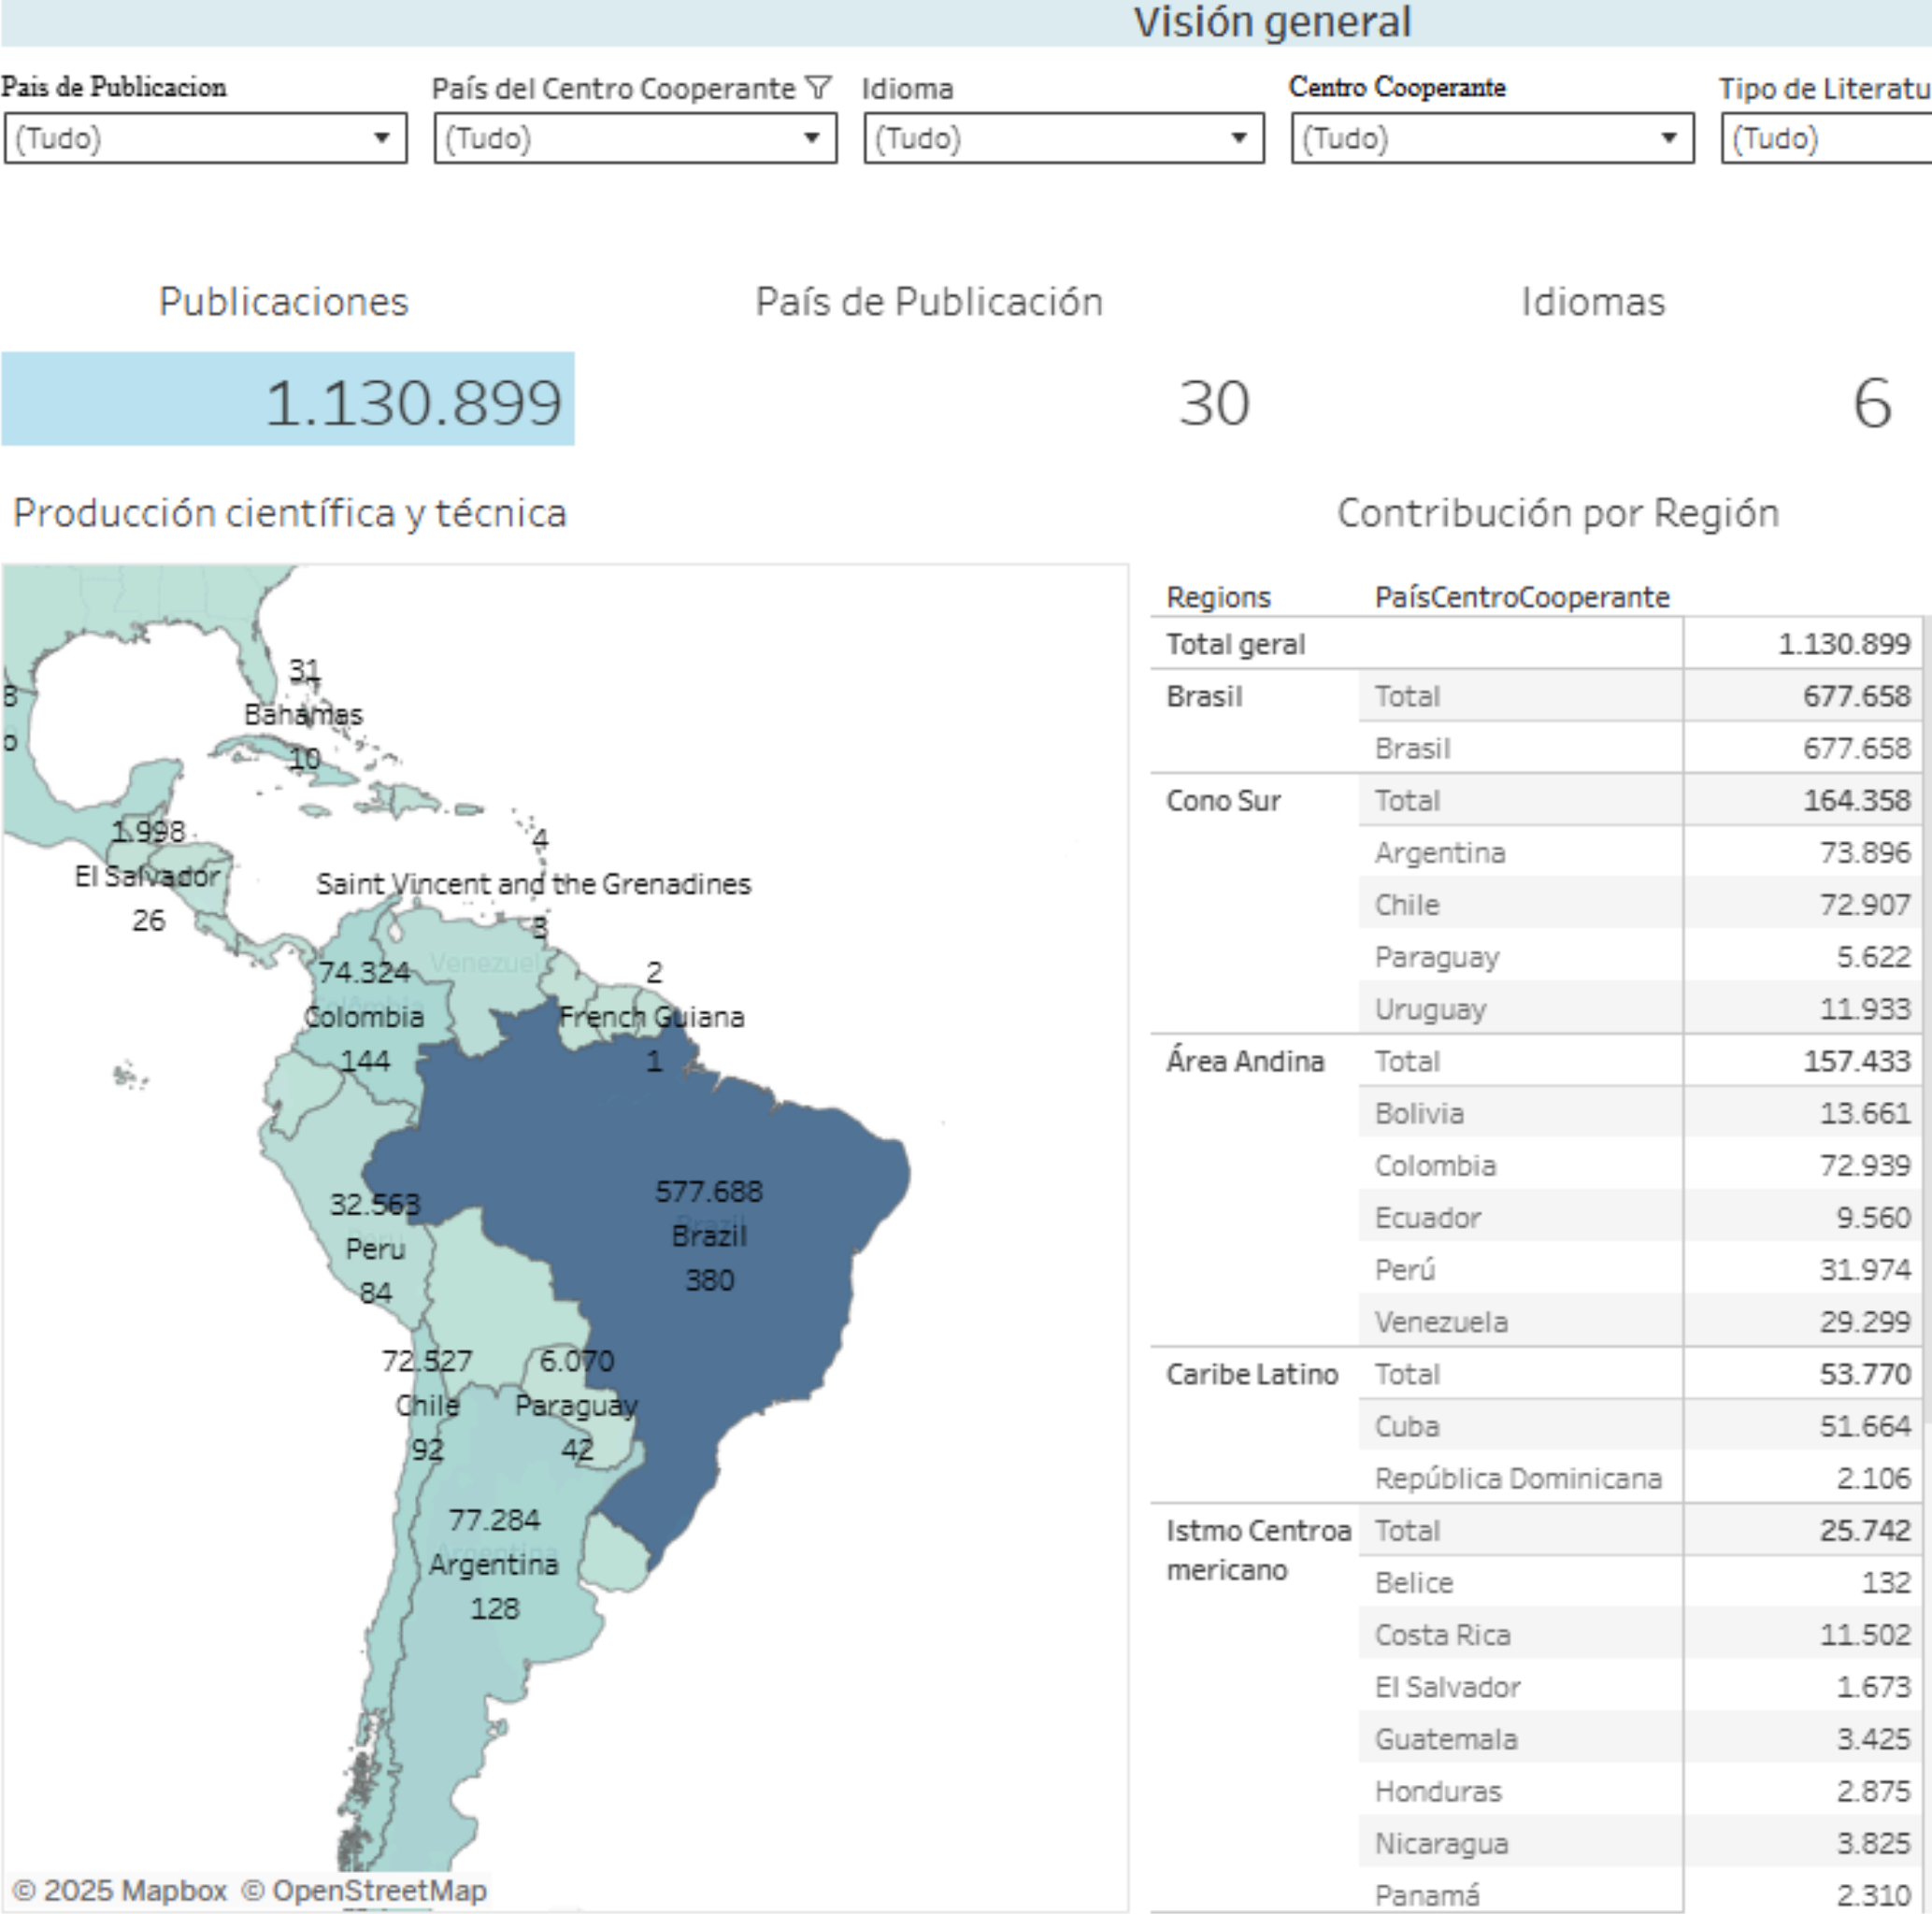 Visión general
Pais de Publicacion
País del Centro Cooperante
Idioma
Centro Cooperante
Tipo de Literatu
(Tudo)
(Tudo)
(Tudo)
(Tudo)
(Tudo)
Publicaciones
País de Publicación
Idiomas
1.130.899
30
6
Producción científica y técnica
31
Bahamas
10
1.998
El Salvador
26
4
Saint Vincent and the Grenadines
3
Venezuel
74.324
Colombia
144
2
French Guiana
1
577.688
Brazil
380
32.563
Peru
84
72.527
Chile
92
6.070
Paraguay
42
77.284
Argentina
128
© 2025 Mapbox © OpenStreetMap
Contribución por Región
Regions PaísCentroCooperante
Total geral 1.130.899
Brasil Total 677.658
Brasil 677.658
Cono Sur Total 164.358
Argentina 73.896
Chile 72.907
Paraguay 5.622
Uruguay 11.933
Área Andina Total 157.433
Bolivia 13.661
Colombia 72.939
Ecuador 9.560
Perú 31.974
Venezuela 29.299
Caribe Latino Total 53.770
Cuba 51.664
República Dominicana 2.106
Istmo Centroa Total 25.742
mericano
Belice 132
Costa Rica 11.502
El Salvador 1.673
Guatemala 3.425
Honduras 2.875
Nicaragua 3.825
Panamá 2.310